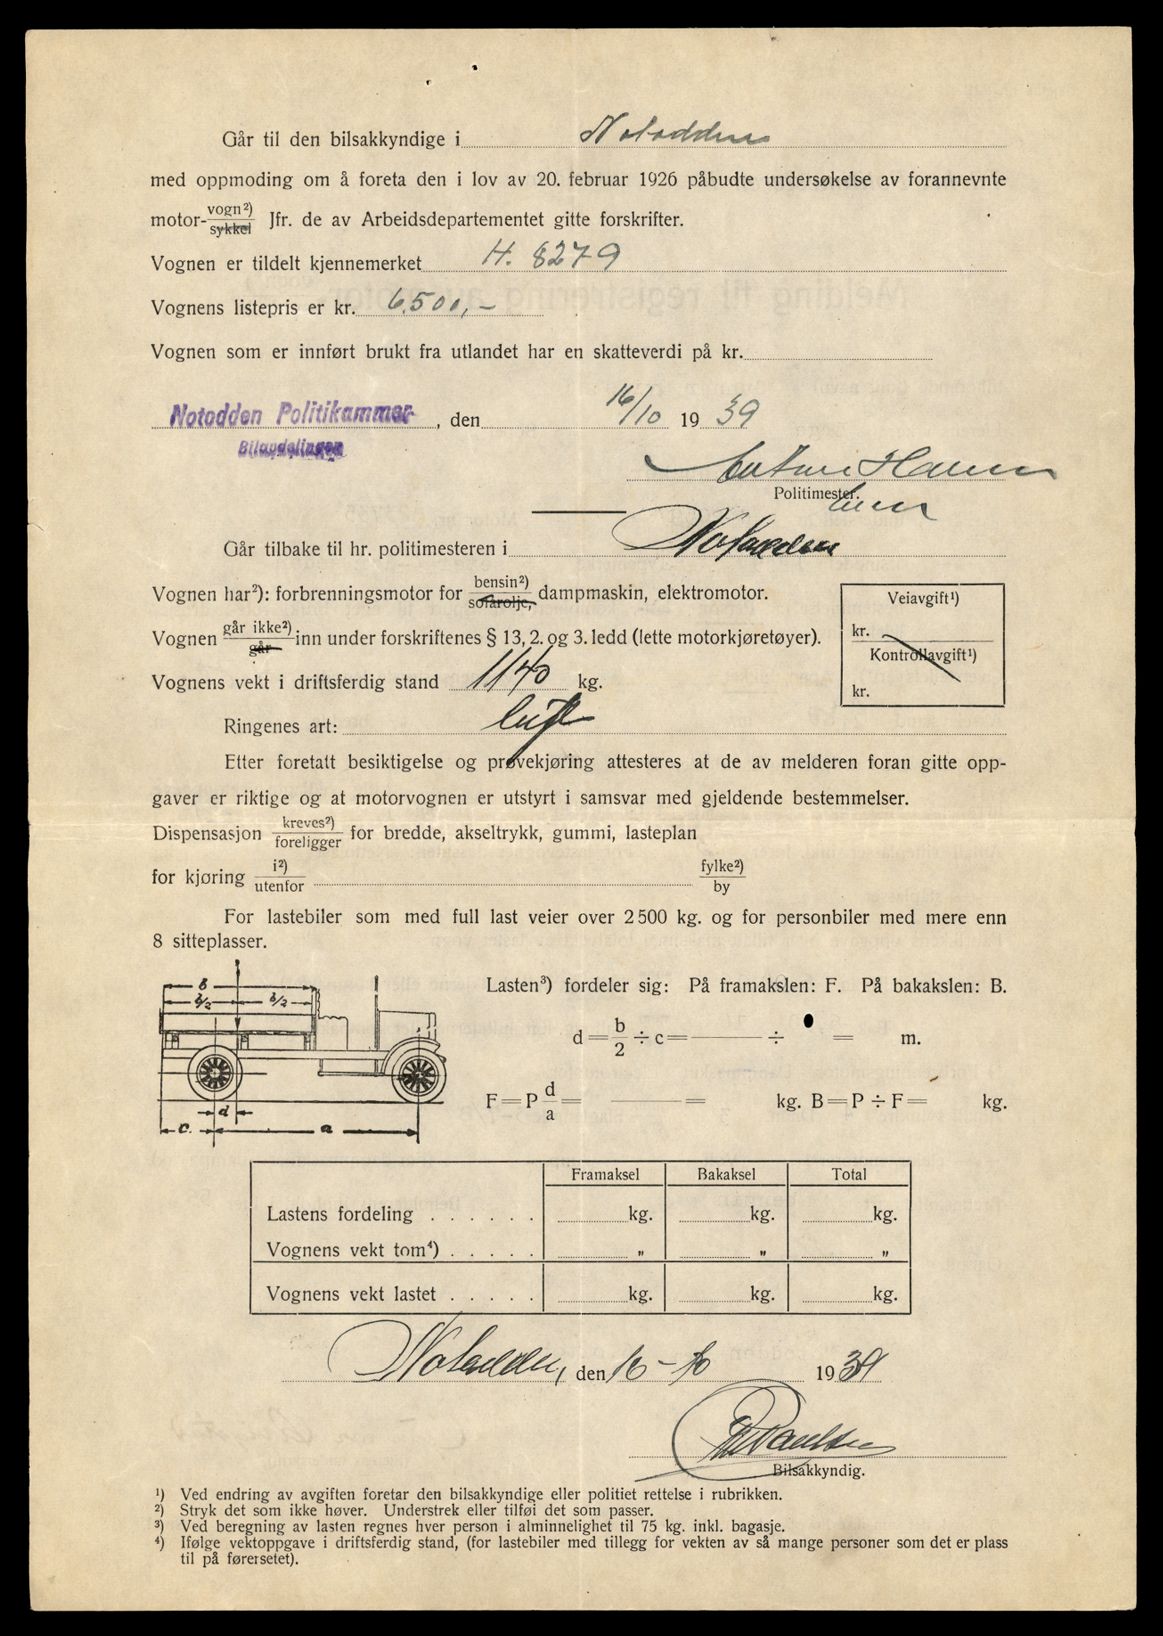 Går til den bilsakkyndige i Notodden
med oppmoding om å foreta den i lov av 20. februar 1926 påbudte undersøkelse av forannevnte
motor- vogn²) / sykkel Jfr. de av Arbeidsdepartementet gitte forskrifter.
Vognen er tildelt kjennemerket H. 8279
Vognens listepris er kr. 6,500,-
Vognen som er innført brukt fra utlandet har en skatteverdi på kr.
Notodden Politikammer, den 16/10 1939
Bilavdelingen
Politimester.
Går tilbake til hr. politimesteren i Notodden
Vognen har²): forbrenningsmotor for bensin²) / solarolje, dampmaskin, elektromotor.
Veiavgift¹)
Vognen går ikke²) / går inn under forskriftenes § 13, 2. og 3. ledd (lette motorkjøretøyer).
kr.
Kontrollavgift¹)
Vognens vekt i driftsferdig stand 1140 kg.
kr.
Ringenes art: luft
Etter foretatt besiktigelse og prøvekjøring attesteres at de av melderen foran gitte opp-
gaver er riktige og at motorvognen er utstyrt i samsvar med gjeldende bestemmelser.
Dispensasjon kreves²) / foreligger for bredde, akseltrykk, gummi, lasteplan
for kjøring i²) / utenfor fylke²) / by
For lastebiler som med full last veier over 2500 kg. og for personbiler med mere enn
8 sitteplasser.
Lasten³) fordeler sig: På framakslen: F. På bakakslen: B.
b
b/2 b/2
d = b/2 ÷ c = ÷ = m.
F = P d/a = = kg. B = P ÷ F = kg.
d
c. a
Framaksel Bakaksel Total
Lastens fordeling . . . . . . kg. kg. kg.
Vognens vekt tom⁴) . . . . . „ „ „
Vognens vekt lastet . . . . . kg. kg. kg.
Notodden, den 16-10 1939
Paulsen
Bilsakkyndig.
¹) Ved endring av avgiften foretar den bilsakkyndige eller politiet rettelse i rubrikken.
²) Stryk det som ikke høver. Understrek eller tilføi det som passer.
³) Ved beregning av lasten regnes hver person i alminnelighet til 75 kg. inkl. bagasje.
⁴) Ifølge vektoppgave i driftsferdig stand, (for lastebiler med tillegg for vekten av så mange personer som det er plass
til på førersetet).